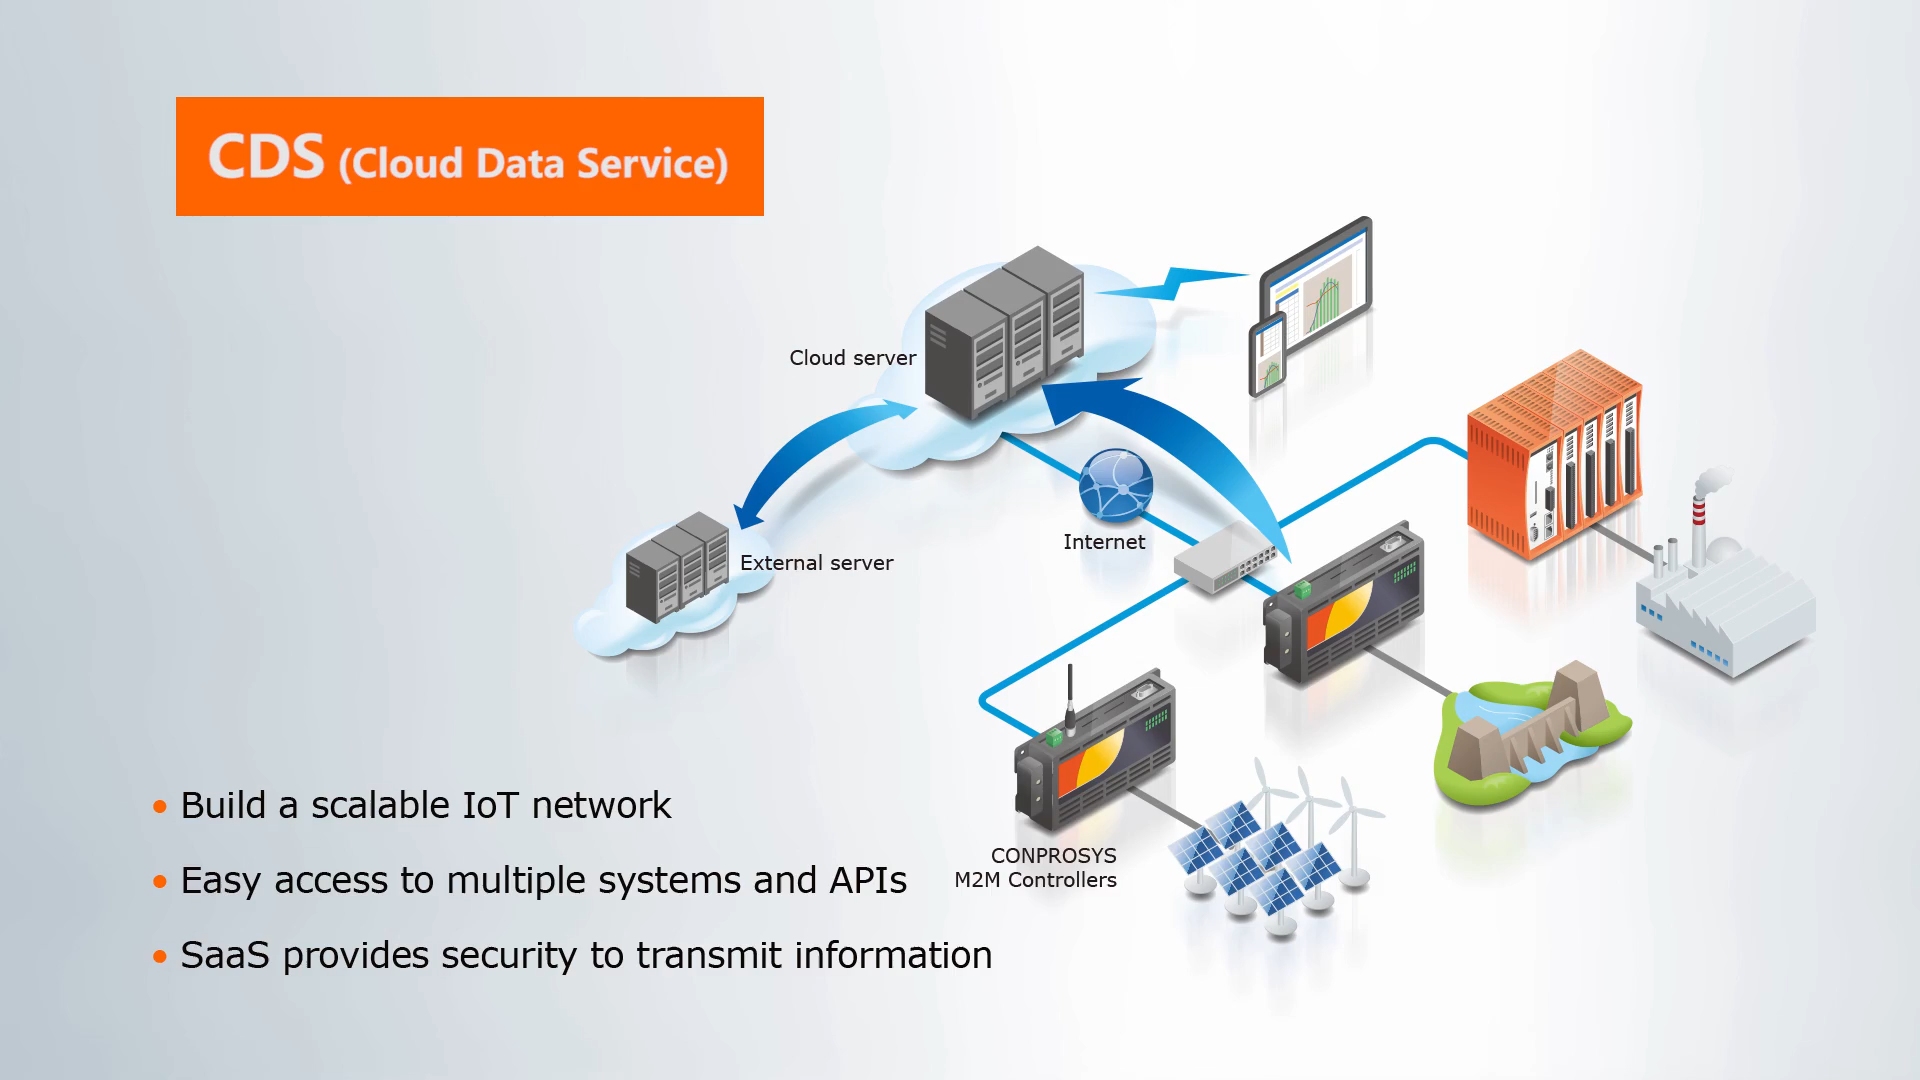 CDS (Cloud Data Service)
Cloud server
Internet
External server
CONPROSYS
M2M Controllers
• Build a scalable IoT network
• Easy access to multiple systems and APIs
• SaaS provides security to transmit information